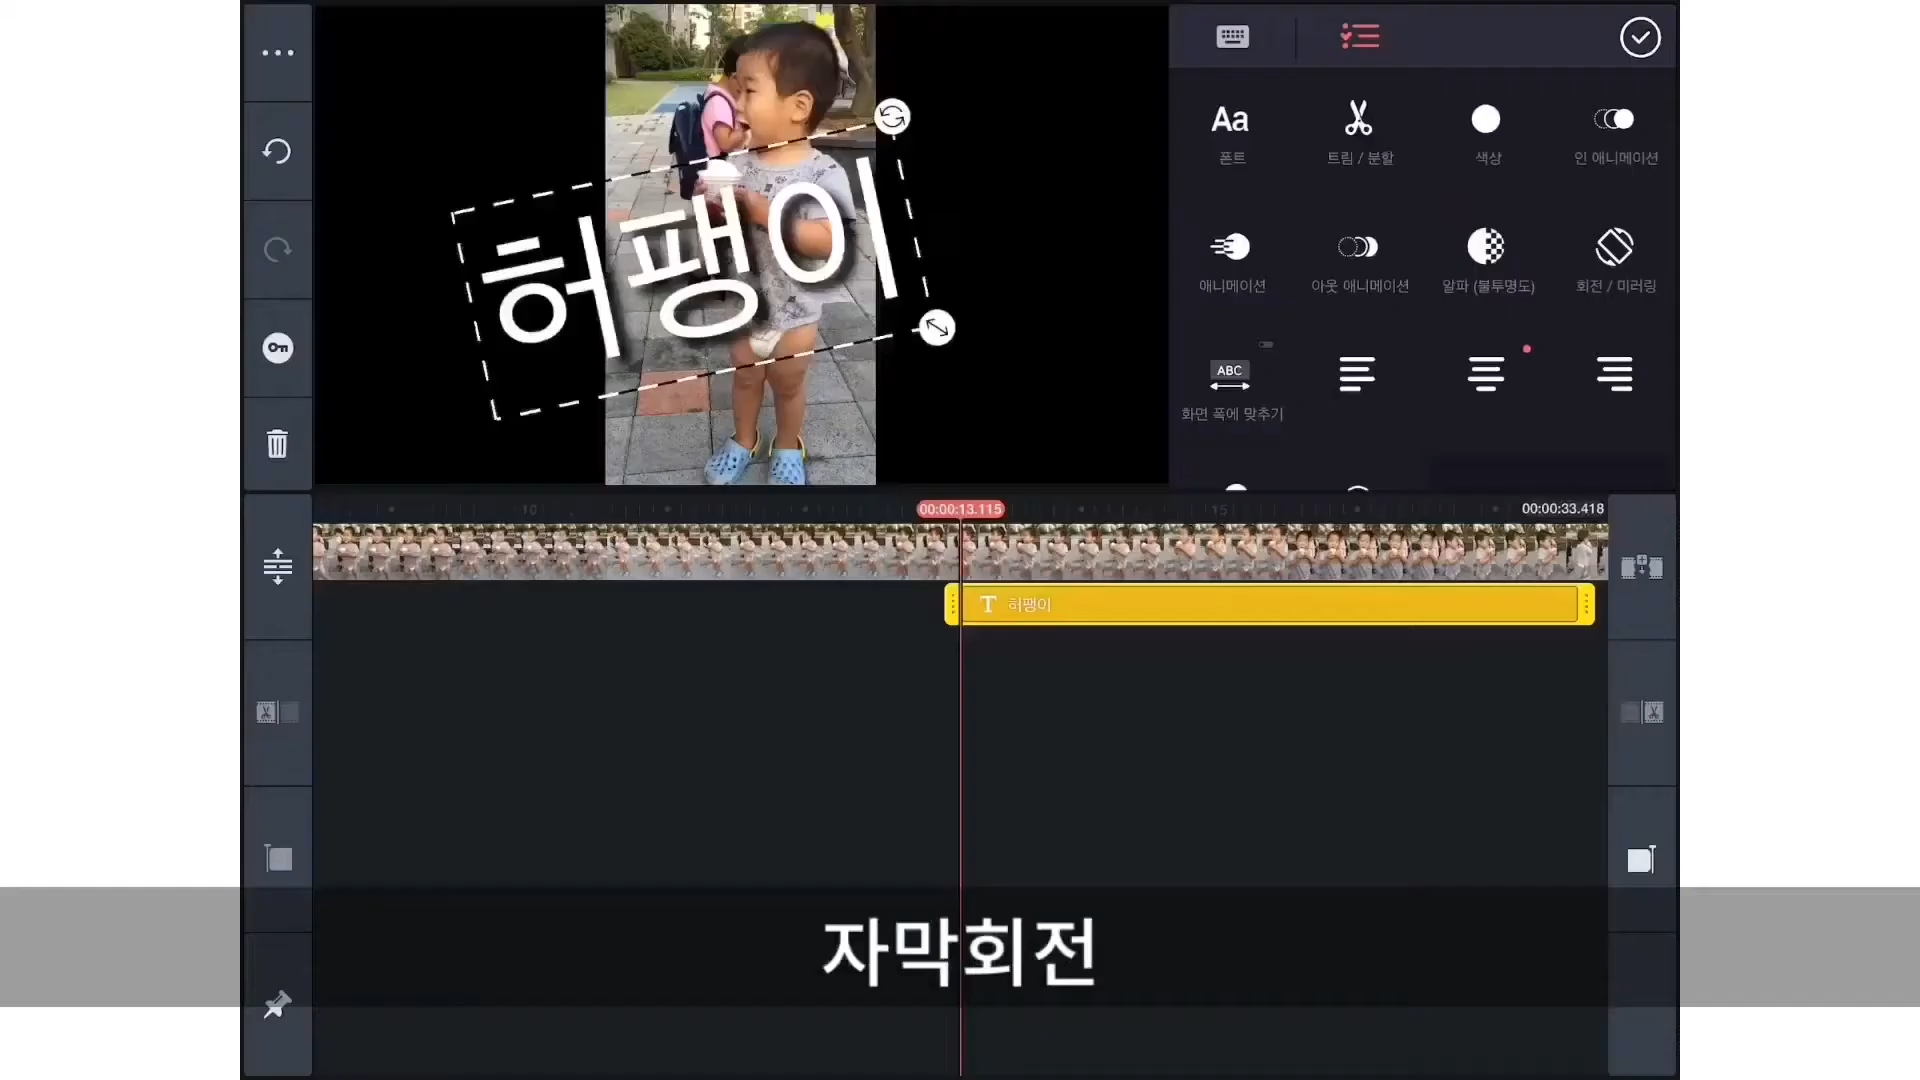 허팽이
Aa
폰트
트림 / 분할
색상
인 애니메이션
애니메이션
아웃 애니메이션
알파 (불투명도)
회전 / 미러링
ABC
화면 폭에 맞추기
10
00:00:13.115
15
00:00:33.418
T 허팽이
자막회전